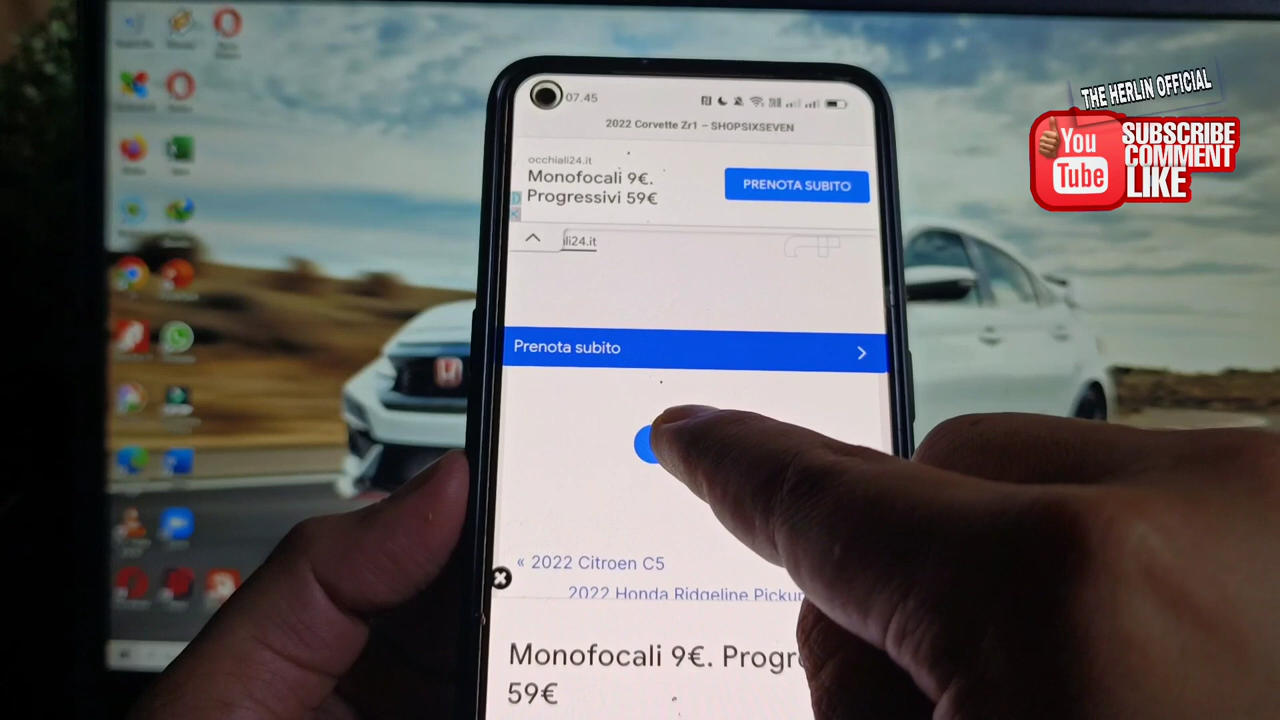 07.45
2022 Corvette Zr1 – SHOPSIXSEVEN
occhiali24.it
Monofocali 9€.
Progressivi 59€
PRENOTA SUBITO
li24.it
Prenota subito
« 2022 Citroen C5
2022 Honda Ridgeline Pickup
Monofocali 9€. Progr
59€
THE HERLIN OFFICIAL
You
Tube
SUBSCRIBE
COMMENT
LIKE